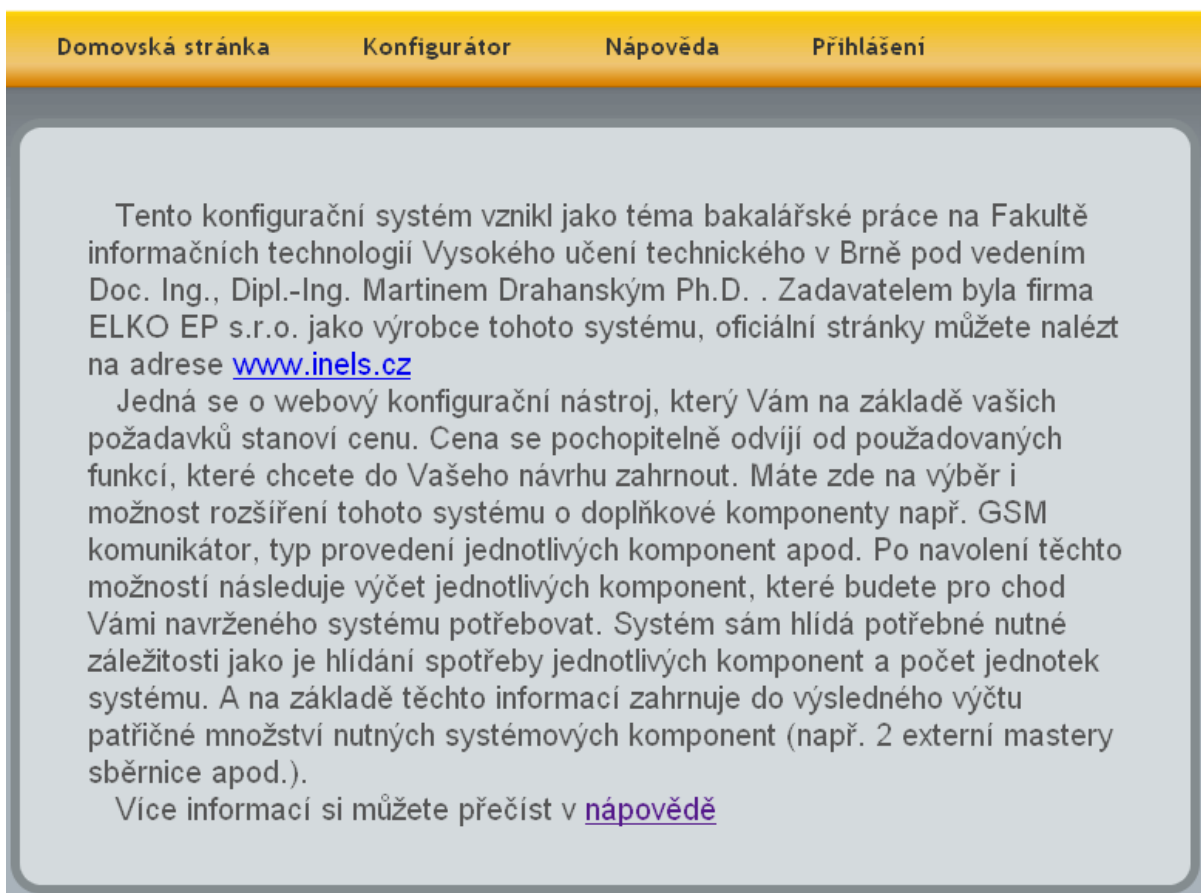 Domovská stránka Konfigurátor Nápověda Přihlášení
Tento konfigurační systém vznikl jako téma bakalářské práce na Fakultě
informačních technologií Vysokého učení technického v Brně pod vedením
Doc. Ing., Dipl.-Ing. Martinem Drahanským Ph.D. . Zadavatelem byla firma
ELKO EP s.r.o. jako výrobce tohoto systému, oficiální stránky můžete nalézt
na adrese www.inels.cz
Jedná se o webový konfigurační nástroj, který Vám na základě vašich
požadavků stanoví cenu. Cena se pochopitelně odvíjí od použadovaných
funkcí, které chcete do Vašeho návrhu zahrnout. Máte zde na výběr i
možnost rozšíření tohoto systému o doplňkové komponenty např. GSM
komunikátor, typ provedení jednotlivých komponent apod. Po navolení těchto
možností následuje výčet jednotlivých komponent, které budete pro chod
Vámi navrženého systému potřebovat. Systém sám hlídá potřebné nutné
záležitosti jako je hlídání spotřeby jednotlivých komponent a počet jednotek
systému. A na základě těchto informací zahrnuje do výsledného výčtu
patřičné množství nutných systémových komponent (např. 2 externí mastery
sběrnice apod.).
Více informací si můžete přečíst v nápovědě